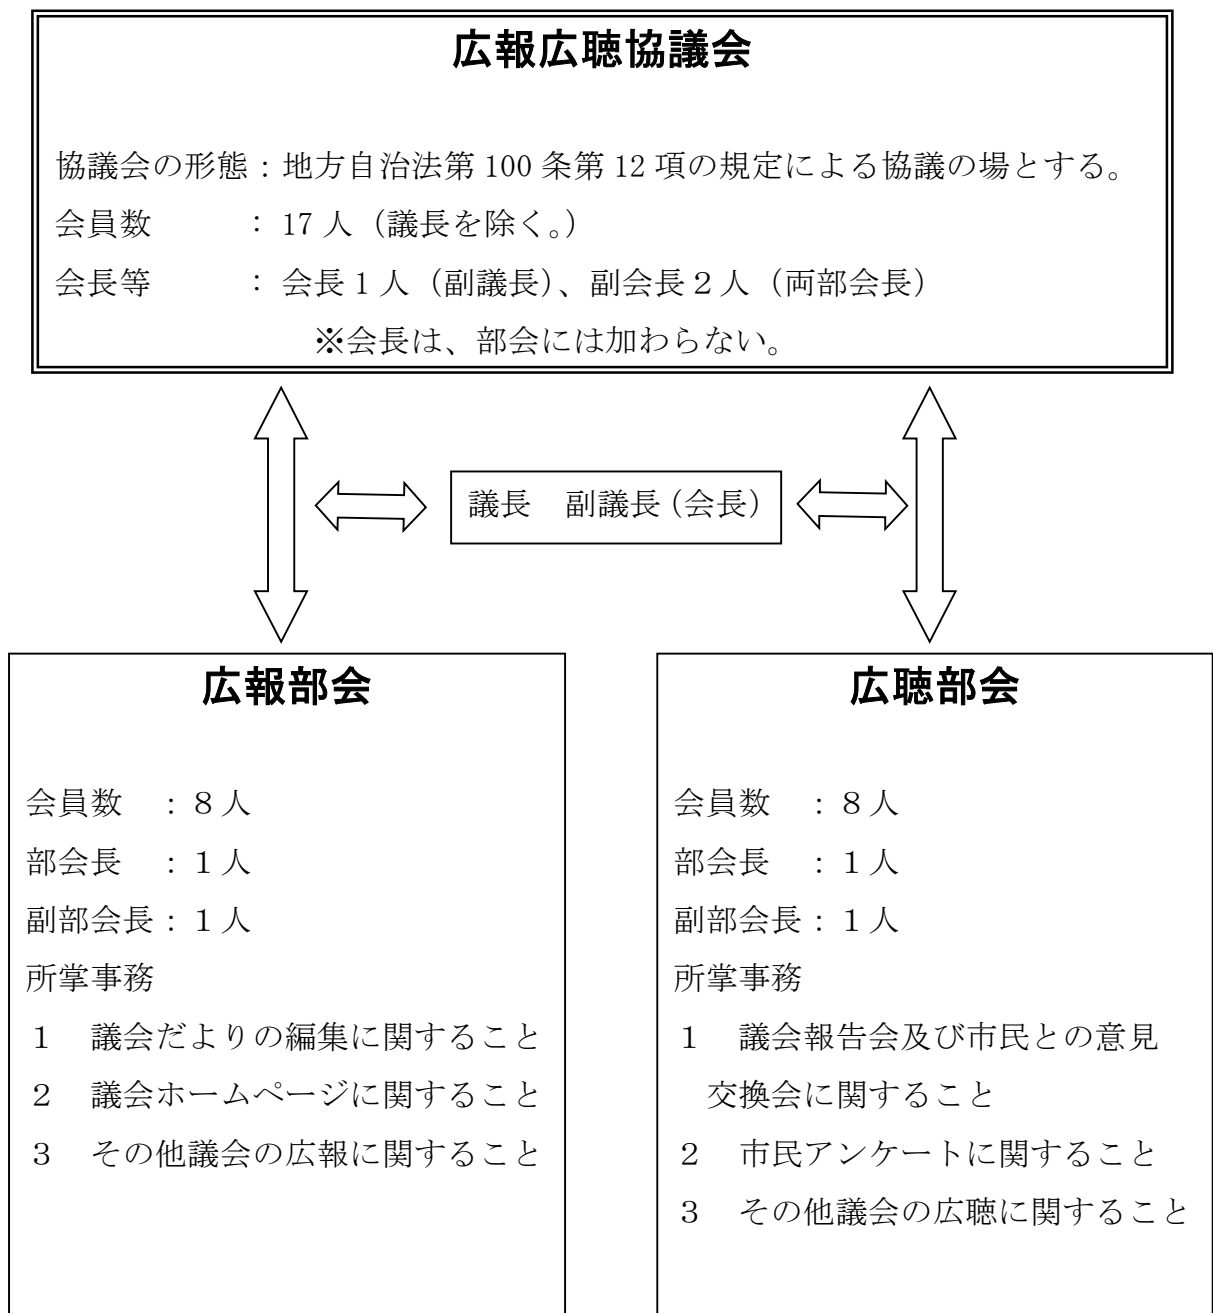 広報広聴協議会
協議会の形態：地方自治法第100条第12項の規定による協議の場とする。
会員数　　　：17人（議長を除く。）
会長等　　　：会長1人（副議長）、副会長２人（両部会長）
※会長は、部会には加わらない。
議長　副議長（会長）
広報部会
会員数　：８人
部会長　：１人
副部会長：１人
所掌事務
１　議会だよりの編集に関すること
２　議会ホームページに関すること
３　その他議会の広報に関すること
広聴部会
会員数　：８人
部会長　：１人
副部会長：１人
所掌事務
１　議会報告会及び市民との意見
交換会に関すること
２　市民アンケートに関すること
３　その他議会の広聴に関すること